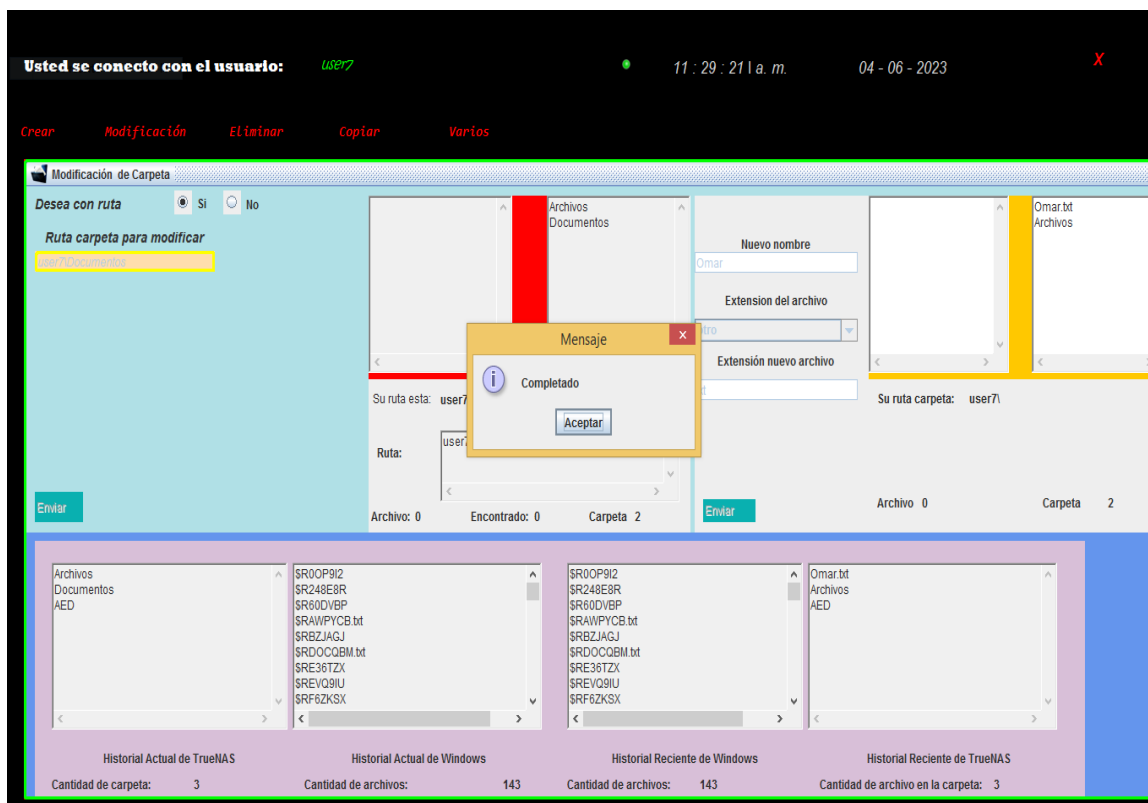 Usted se conecto con el usuario: user7 11 : 29 : 21 l a. m. 04 - 06 - 2023 X
Crear Modificación Eliminar Copiar Varios
Modificación de Carpeta
Desea con ruta Si No
Ruta carpeta para modificar
user7\Documentos
Archivos
Documentos
Nuevo nombre
Omar
Extension del archivo
Extensión nuevo archivo
Omar.txt
Archivos
Mensaje x
Completado
Aceptar
Su ruta esta: user7
Ruta:
Su ruta carpeta: user7\
Enviar
Archivo: 0 Encontrado: 0 Carpeta 2
Enviar
Archivo 0 Carpeta 2
Archivos
Documentos
AED
$R0OP9I2
$R248E8R
$R60DVBP
$RAWPYCB.txt
$RBZJAGJ
$RDOCQBM.txt
$RE36TZX
$REVQ9IU
$RF6ZKSX
$R0OP9I2
$R248E8R
$R60DVBP
$RAWPYCB.txt
$RBZJAGJ
$RDOCQBM.txt
$RE36TZX
$REVQ9IU
$RF6ZKSX
Omar.txt
Archivos
AED
Historial Actual de TrueNAS Historial Actual de Windows Historial Reciente de Windows Historial Reciente de TrueNAS
Cantidad de carpeta: 3 Cantidad de archivos: 143 Cantidad de archivos: 143 Cantidad de archivo en la carpeta: 3